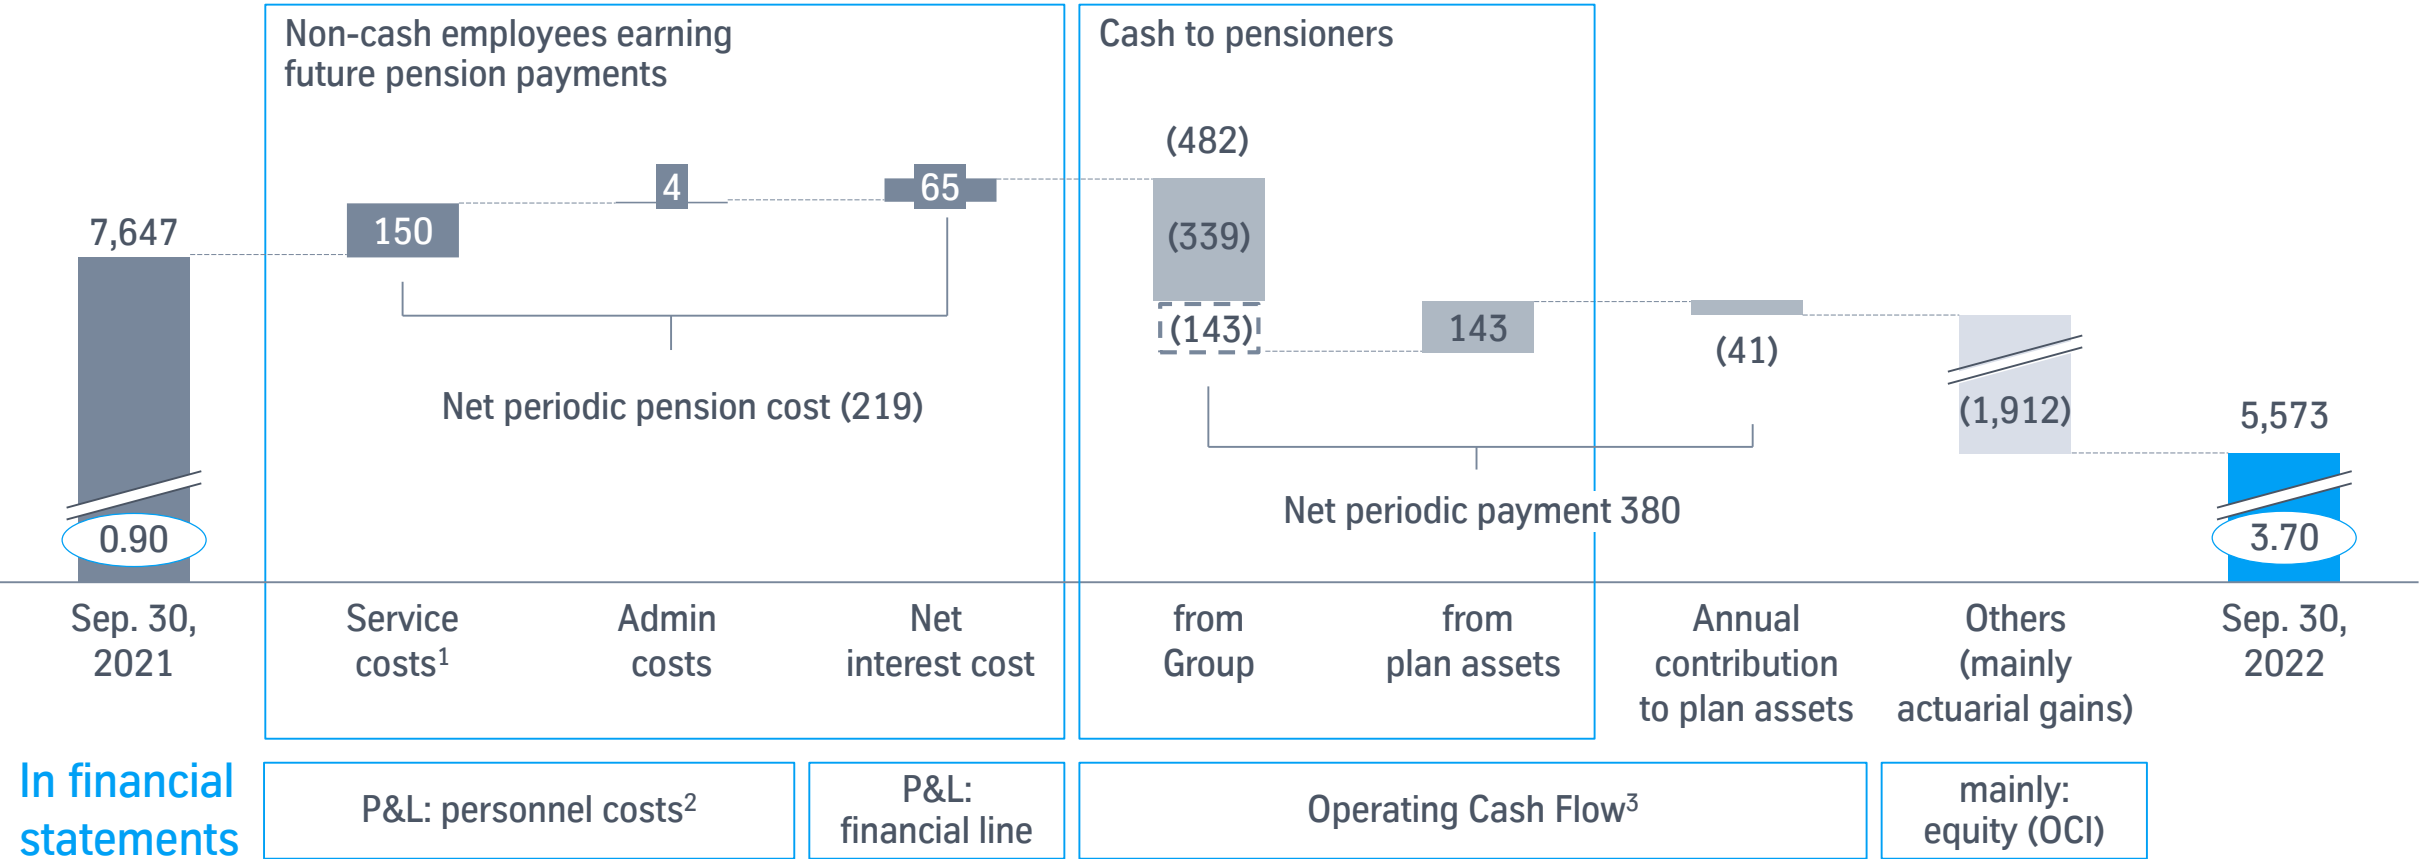 Non-cash employees earning
future pension payments
Cash to pensioners
(482)
4
65
7,647
150
(339)
(143)
143
(41)
Net periodic pension cost (219)
(1,912)
5,573
Net periodic payment 380
0.90
3.70
Sep. 30,
2021
Service
costs¹
Admin
costs
Net
interest cost
from
Group
from
plan assets
Annual
contribution
to plan assets
Others
(mainly
actuarial gains)
Sep. 30,
2022
In financial
statements
P&L: personnel costs²
P&L:
financial line
Operating Cash Flow³
mainly:
equity (OCI)